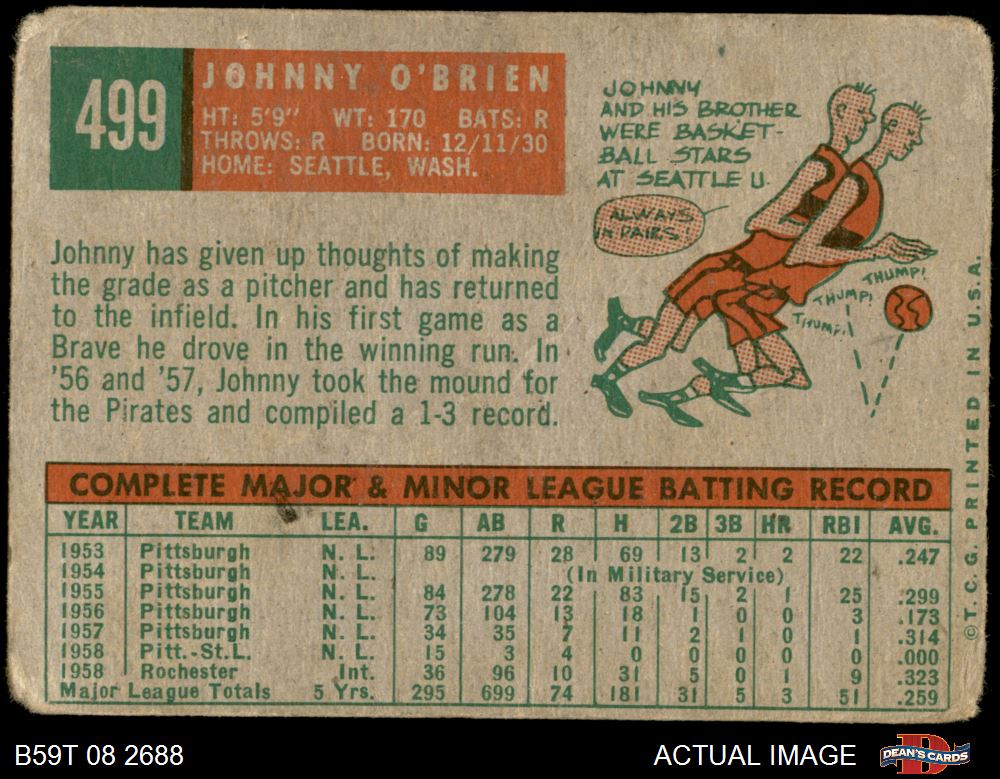 499
JOHNNY O'BRIEN
HT: 5'9" WT: 170 BATS: R
THROWS: R BORN: 12/11/30
HOME: SEATTLE, WASH.
JOHNNY
AND HIS BROTHER
WERE BASKET-
BALL STARS
AT SEATTLE U.
ALWAYS
IN PAIRS!
THUMP!
THUMP!
THUMP!
Johnny has given up thoughts of making
the grade as a pitcher and has returned
to the infield. In his first game as a
Brave he drove in the winning run. In
'56 and '57, Johnny took the mound for
the Pirates and compiled a 1-3 record.
COMPLETE MAJOR & MINOR LEAGUE BATTING RECORD
YEAR TEAM LEA. G AB R H 2B 3B HR RBI AVG.
1953 Pittsburgh N. L. 89 279 28 69 13 2 2 22 .247
1954 Pittsburgh N. L. (In Military Service)
1955 Pittsburgh N. L. 84 278 22 83 15 2 1 25 .299
1956 Pittsburgh N. L. 73 104 13 18 1 0 0 3 .173
1957 Pittsburgh N. L. 34 35 7 11 2 1 0 1 .314
1958 Pitt.-St.L. N. L. 15 3 4 0 0 0 0 0 .000
1958 Rochester Int. 36 96 10 31 5 0 1 9 .323
Major League Totals 5 Yrs. 295 699 74 181 31 5 3 51 .259
© T. C. G. PRINTED IN U.S.A.
B59T 08 2688
ACTUAL IMAGE
DEAN'S CARDS